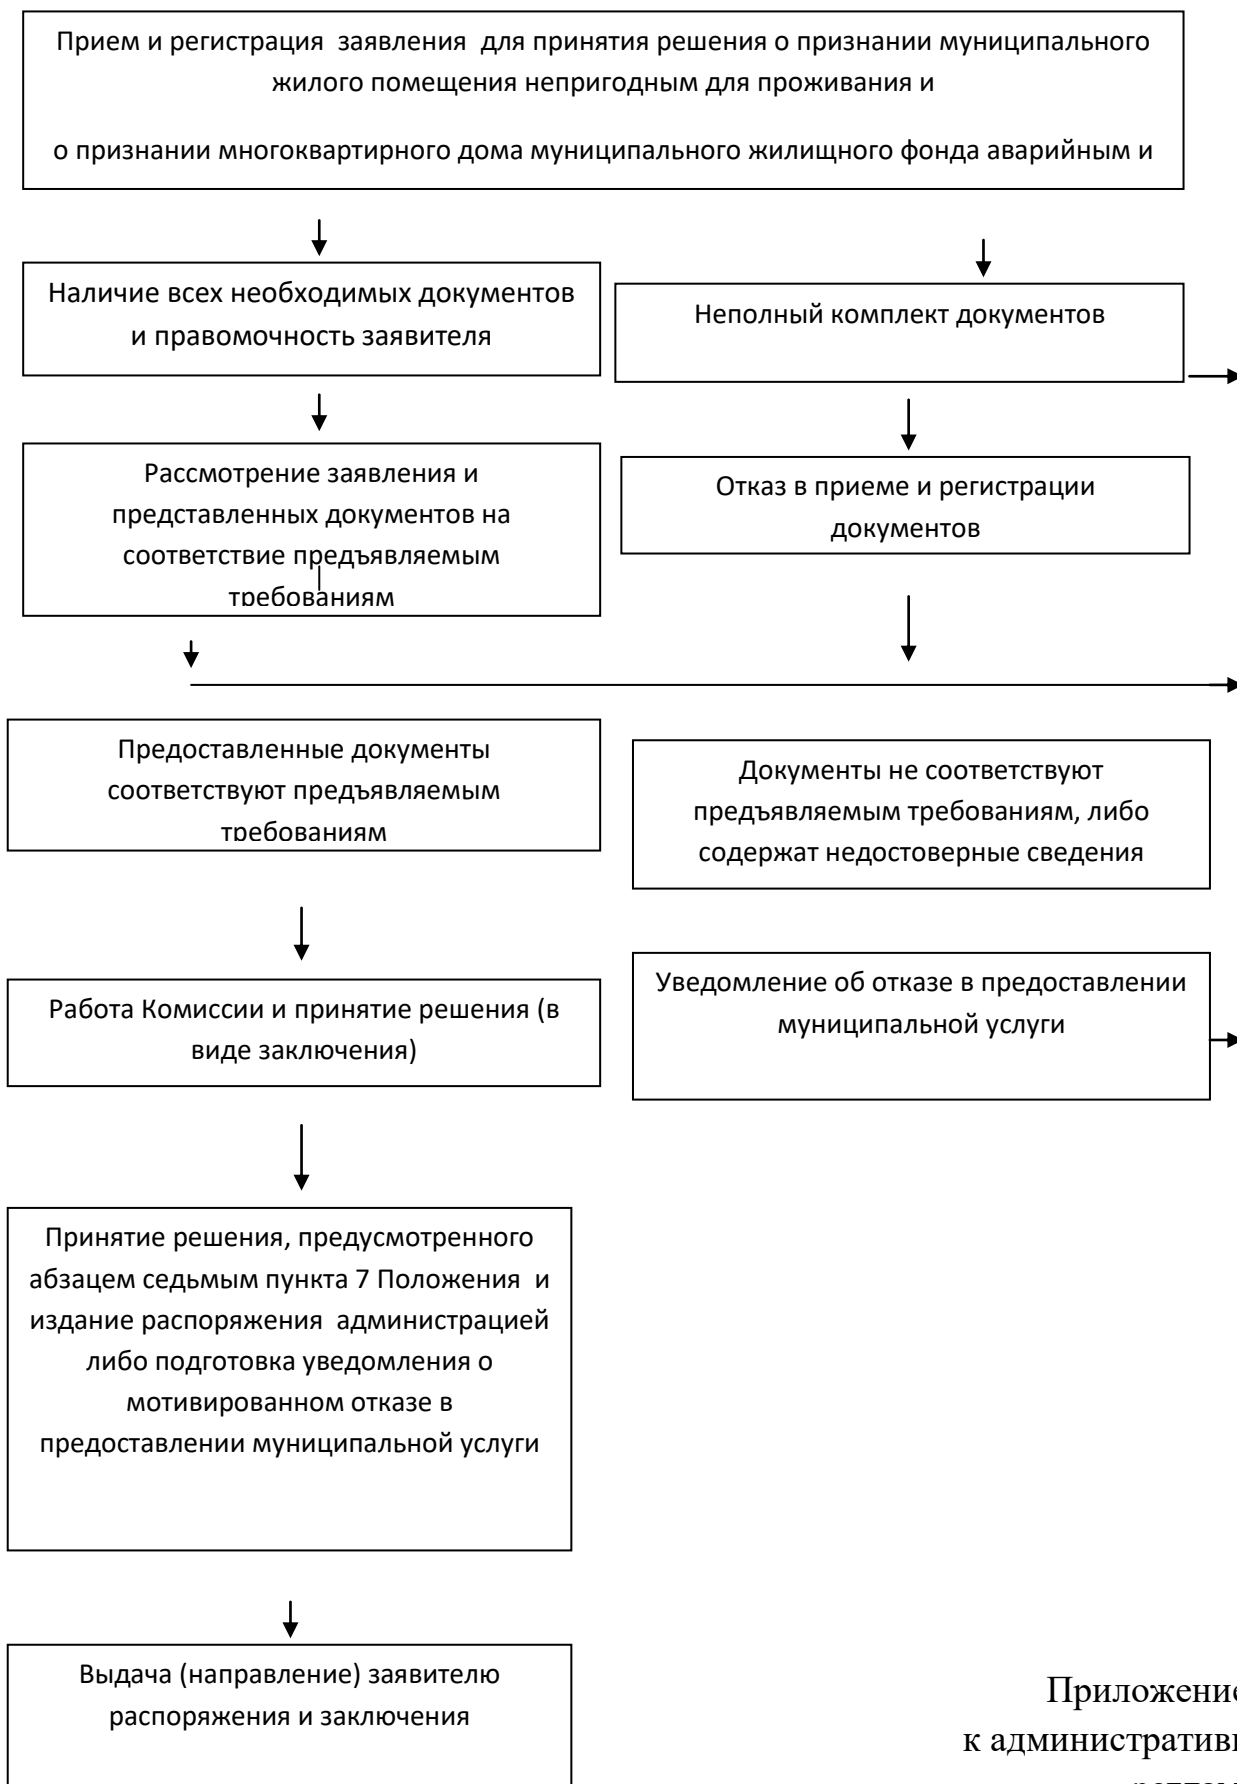 Прием и регистрация заявления для принятия решения о признании муниципального
жилого помещения непригодным для проживания и
о признании многоквартирного дома муниципального жилищного фонда аварийным и
Наличие всех необходимых документов
и правомочность заявителя
Неполный комплект документов
Рассмотрение заявления и
представленных документов на
соответствие предъявляемым
требованиям
Отказ в приеме и регистрации
документов
Предоставленные документы
соответствуют предъявляемым
требованиям
Документы не соответствуют
предъявляемым требованиям, либо
содержат недостоверные сведения
Работа Комиссии и принятие решения (в
виде заключения)
Уведомление об отказе в предоставлении
муниципальной услуги
Принятие решения, предусмотренного
абзацем седьмым пункта 7 Положения и
издание распоряжения администрацией
либо подготовка уведомления о
мотивированном отказе в
предоставлении муниципальной услуги
Выдача (направление) заявителю
распоряжения и заключения
Приложение
к административ